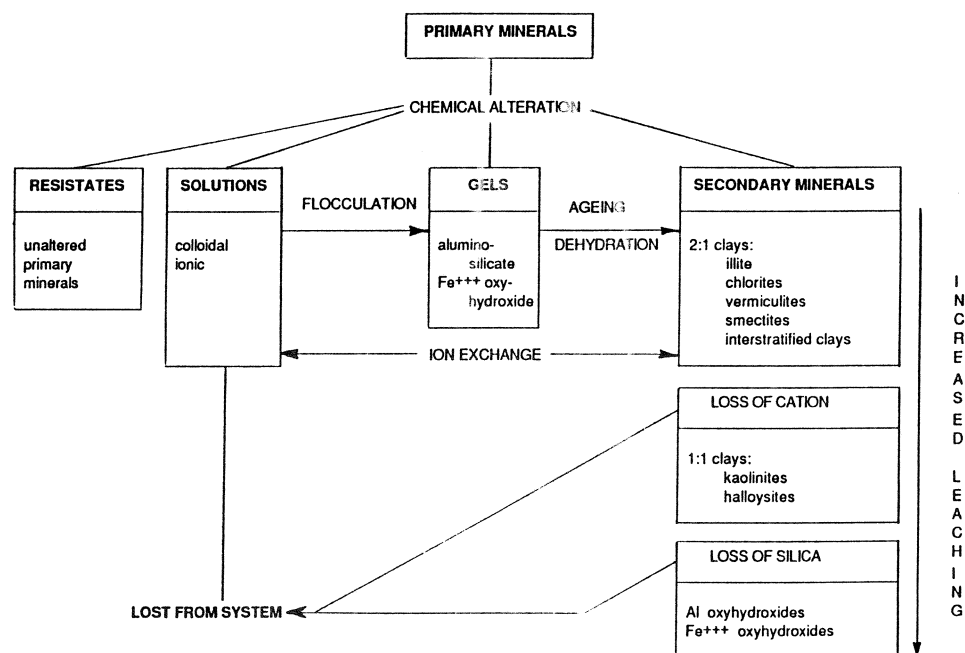 PRIMARY MINERALS
CHEMICAL ALTERATION
RESISTATES
unaltered
primary
minerals
SOLUTIONS
colloidal
ionic
FLOCCULATION
GELS
alumino-
silicate
Fe+++ oxy-
hydroxide
AGEING
DEHYDRATION
SECONDARY MINERALS
2:1 clays:
illite
chlorites
vermiculites
smectites
interstratified clays
ION EXCHANGE
LOSS OF CATION
1:1 clays:
kaolinites
halloysites
LOSS OF SILICA
Al oxyhydroxides
Fe+++ oxyhydroxides
LOST FROM SYSTEM
INCREASED LEACHING